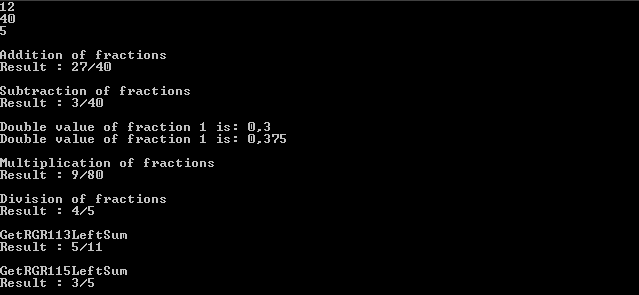 12
40
5
Addition of fractions
Result : 27/40
Subtraction of fractions
Result : 3/40
Double value of fraction 1 is: 0,3
Double value of fraction 1 is: 0,375
Multiplication of fractions
Result : 9/80
Division of fractions
Result : 4/5
GetRGR113LeftSum
Result : 5/11
GetRGR115LeftSum
Result : 3/5